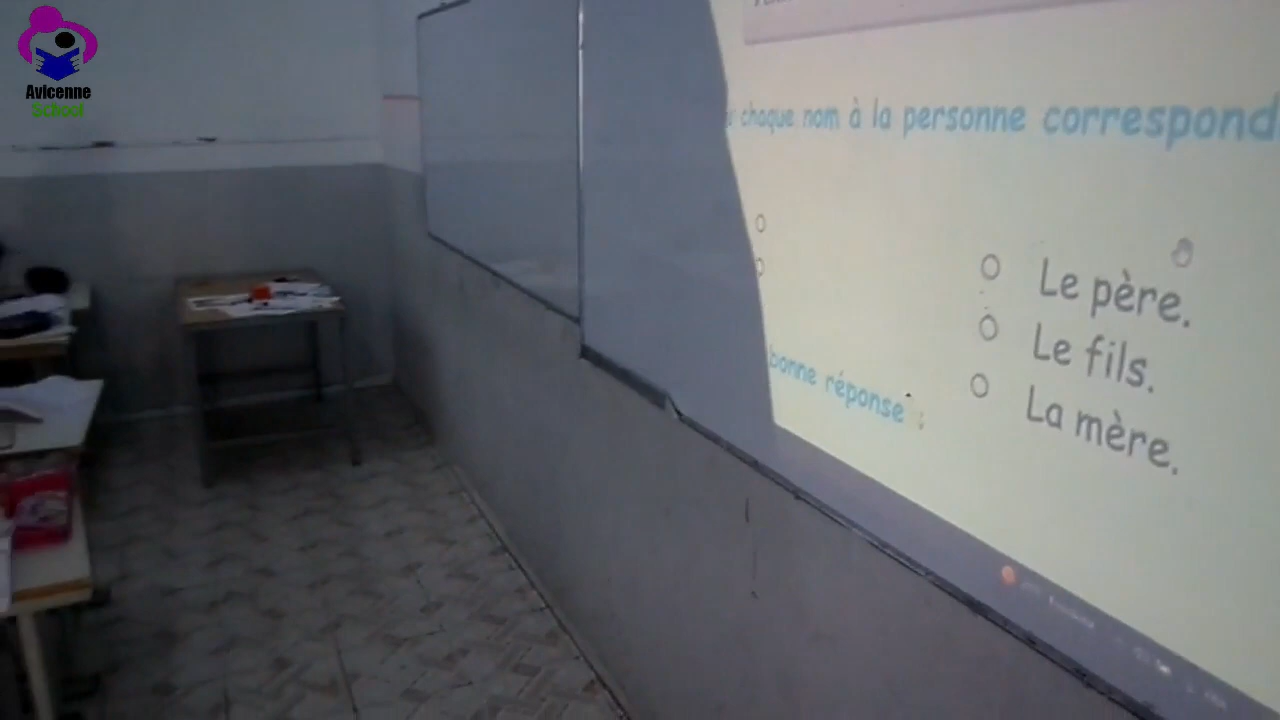 Avicenne
School
chaque nom à la personne correspond
Le père.
Le fils.
La mère.
bonne réponse :